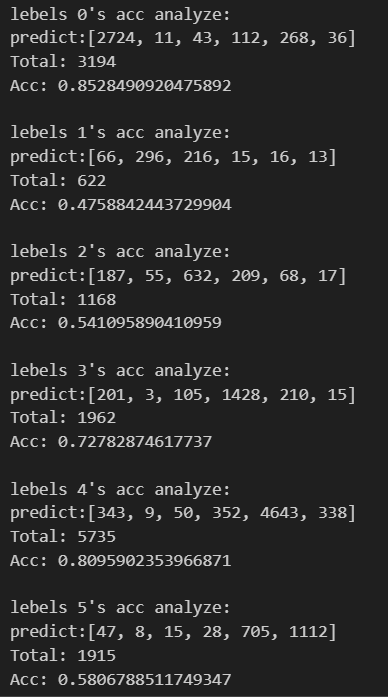 lebels 0's acc analyze:
predict:[2724, 11, 43, 112, 268, 36]
Total: 3194
Acc: 0.8528490920475892
lebels 1's acc analyze:
predict:[66, 296, 216, 15, 16, 13]
Total: 622
Acc: 0.4758842443729904
lebels 2's acc analyze:
predict:[187, 55, 632, 209, 68, 17]
Total: 1168
Acc: 0.541095890410959
lebels 3's acc analyze:
predict:[201, 3, 105, 1428, 210, 15]
Total: 1962
Acc: 0.72782874617737
lebels 4's acc analyze:
predict:[343, 9, 50, 352, 4643, 338]
Total: 5735
Acc: 0.8095902353966871
lebels 5's acc analyze:
predict:[47, 8, 15, 28, 705, 1112]
Total: 1915
Acc: 0.5806788511749347